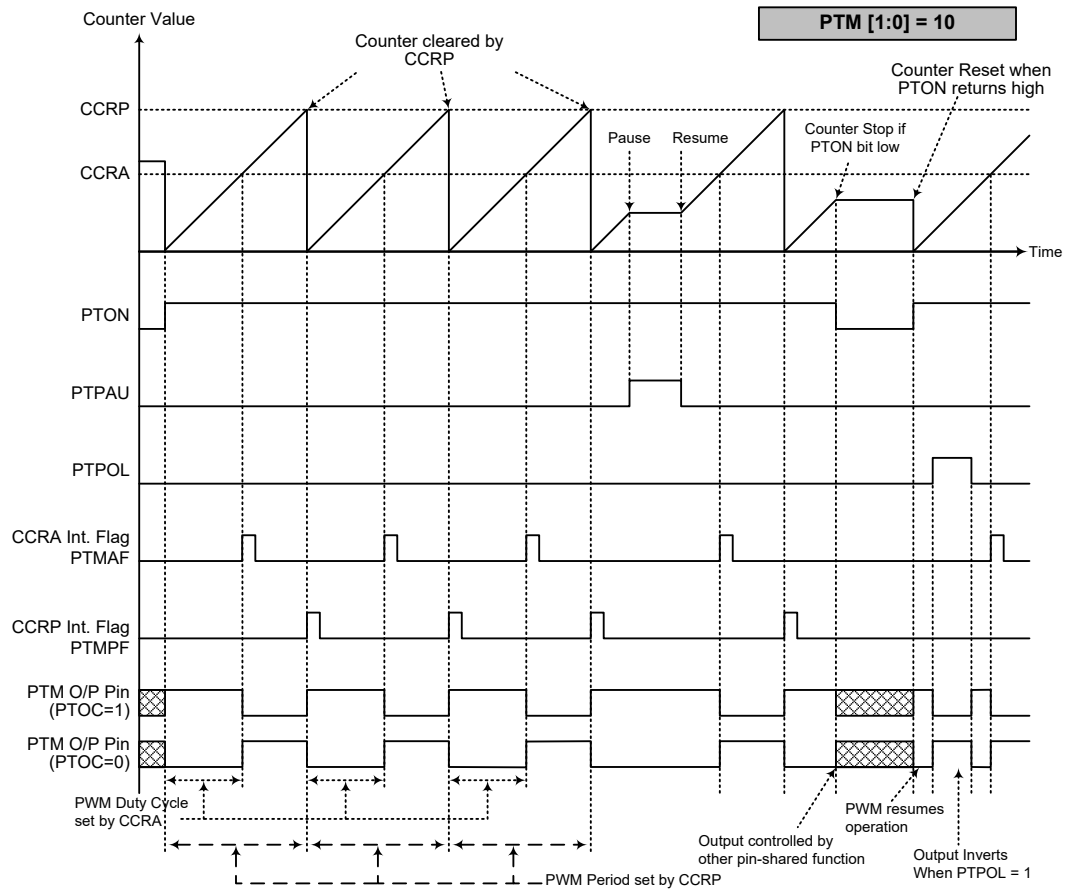 Counter Value
PTM [1:0] = 10
Counter cleared by
CCRP
Counter Reset when
PTON returns high
CCRP
Pause
Resume
Counter Stop if
PTON bit low
CCRA
Time
PTON
PTPAU
PTPOL
CCRA Int. Flag
PTMAF
CCRP Int. Flag
PTMPF
PTM O/P Pin
(PTOC=1)
PTM O/P Pin
(PTOC=0)
PWM Duty Cycle
set by CCRA
PWM resumes
operation
Output controlled by
other pin-shared function
Output Inverts
When PTPOL = 1
PWM Period set by CCRP